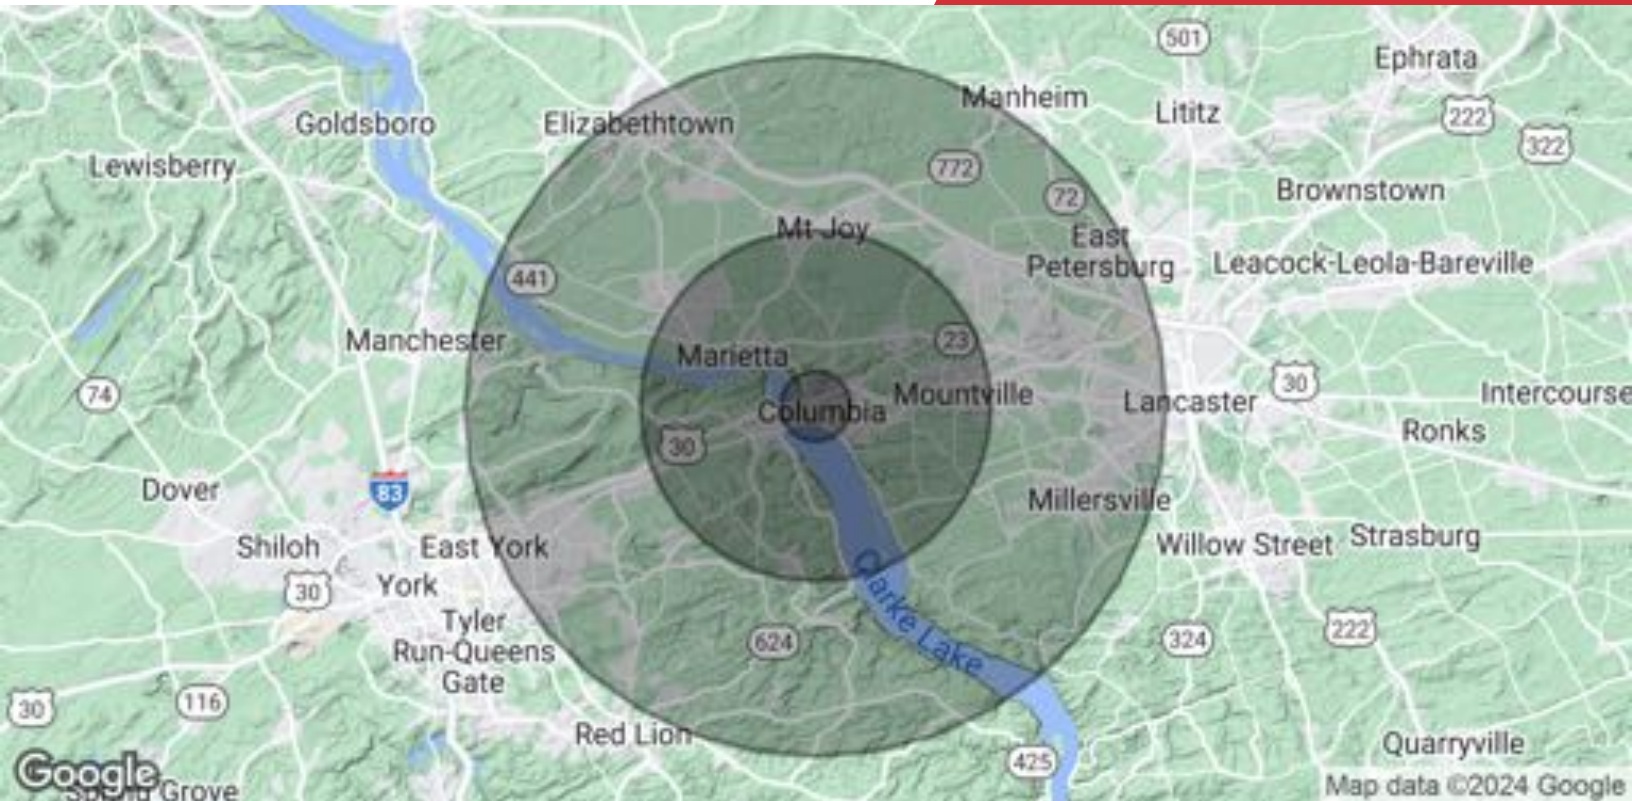 501
Ephrata
Manheim
Lititz
222
Goldsboro
Elizabethtown
322
Lewisberry
772
72
Brownstown
Mt Joy
East
Petersburg
Leacock-Leola-Bareville
441
Manchester
23
Marietta
74
30
Mountville
Intercourse
Columbia
Lancaster
Ronks
30
83
Dover
Millersville
Shiloh
East York
Willow Street
Strasburg
30
York
Clarke Lake
Tyler
Run-Queens
Gate
624
324
222
116
30
Red Lion
Quarryville
425
Google
Spring Grove
Map data ©2024 Google